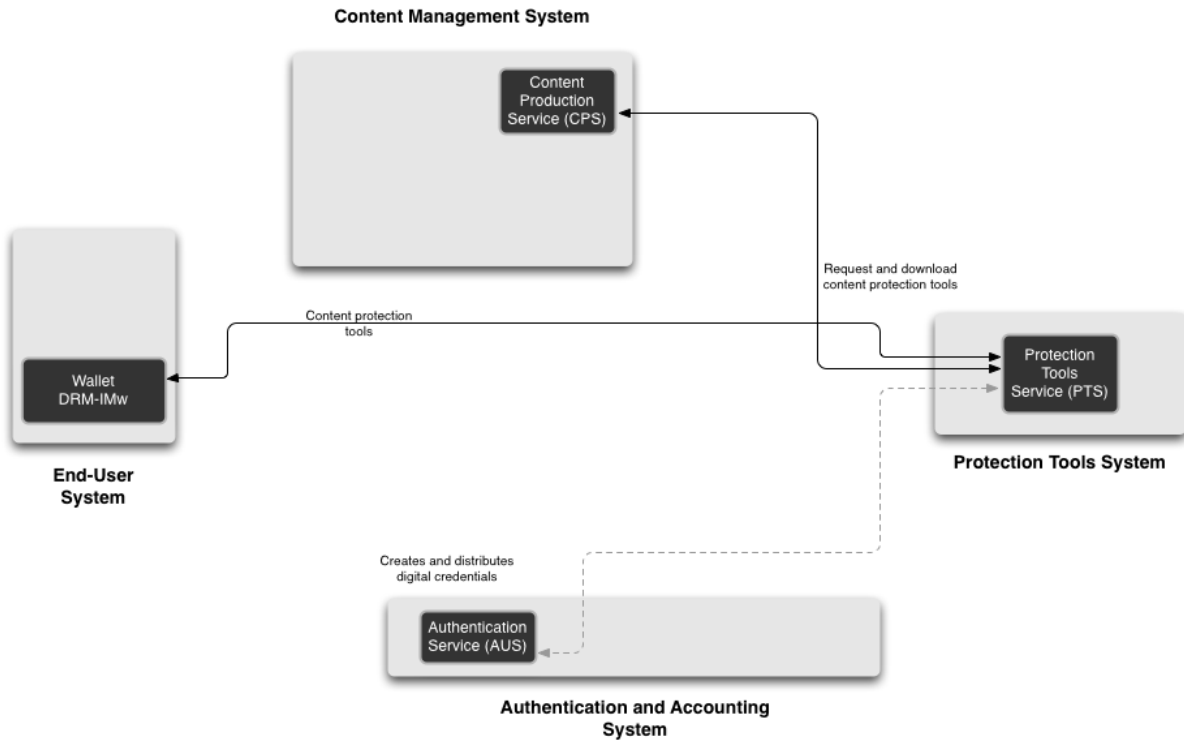 Content Management System
Content
Production
Service (CPS)
Request and download
content protection tools
Content protection
tools
Protection
Tools
Service (PTS)
Wallet
DRM-IMw
Protection Tools System
End-User
System
Creates and distributes
digital credentials
Authentication
Service (AUS)
Authentication and Accounting
System